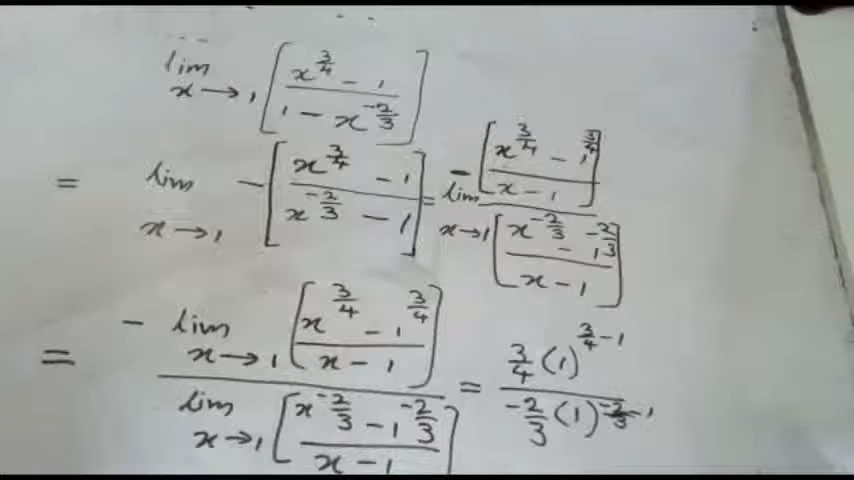 lim x→1 [ (x^{3/4} - 1) / (1 - x^{-2/3}) ]
= lim x→1 - [ (x^{3/4} - 1) / (x^{-2/3} - 1) ] = lim x→1 - [ (x^{3/4} - 1^{3/4}) / (x - 1) ] / [ (x^{-2/3} - 1^{-2/3}) / (x - 1) ]
= - lim x→1 [ (x^{3/4} - 1^{3/4}) / (x - 1) ] / lim x→1 [ (x^{-2/3} - 1^{-2/3}) / (x - 1) ] = 3/4 (1)^{3/4 - 1} / -2/3 (1)^{-2/3 - 1}